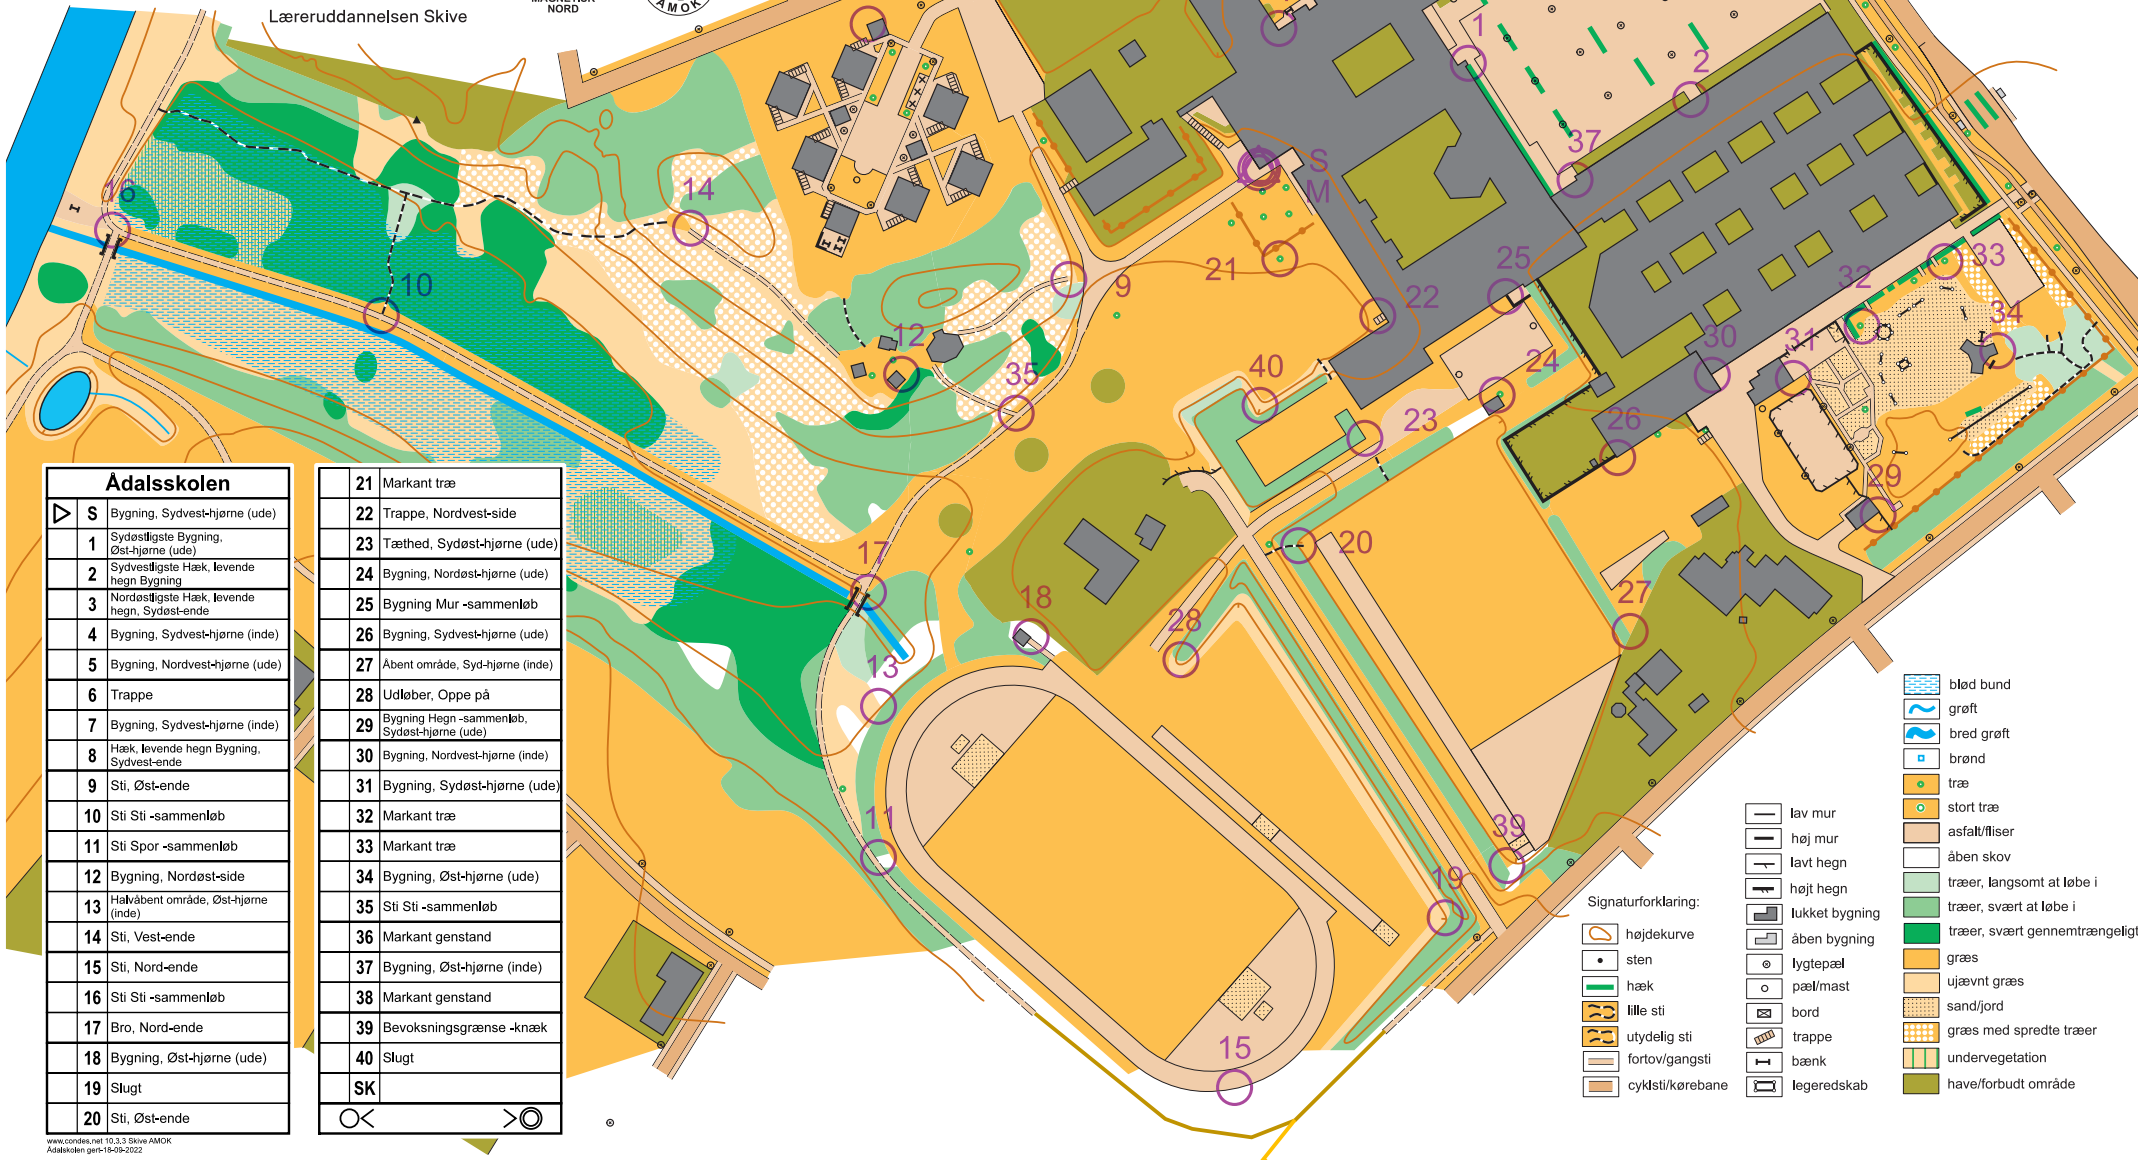 Læreruddannelsen Skive
MAGNETISK
NORD
AMOK
1
2
37
S
M
14
16
10
9
12
35
21
22
25
24
40
23
26
30
31
32
33
34
29
27
20
28
18
17
13
11
19
39
15
Ådalsskolen
S Bygning, Sydvest-hjørne (ude)
1 Sydøstligste Bygning,
Øst-hjørne (ude)
2 Sydvestligste Hæk, levende
hegn Bygning
3 Nordøstligste Hæk, levende
hegn, Sydøst-ende
4 Bygning, Sydvest-hjørne (inde)
5 Bygning, Nordvest-hjørne (ude)
6 Trappe
7 Bygning, Sydvest-hjørne (inde)
8 Hæk, levende hegn Bygning,
Sydvest-ende
9 Sti, Øst-ende
10 Sti Sti -sammenløb
11 Sti Spor -sammenløb
12 Bygning, Nordøst-side
13 Halvåbent område, Øst-hjørne
(inde)
14 Sti, Vest-ende
15 Sti, Nord-ende
16 Sti Sti -sammenløb
17 Bro, Nord-ende
18 Bygning, Øst-hjørne (ude)
19 Slugt
20 Sti, Øst-ende
21 Markant træ
22 Trappe, Nordvest-side
23 Tæthed, Sydøst-hjørne (ude)
24 Bygning, Nordøst-hjørne (ude)
25 Bygning Mur -sammenløb
26 Bygning, Sydvest-hjørne (ude)
27 Åbent område, Syd-hjørne (inde)
28 Udløber, Oppe på
29 Bygning Hegn -sammenløb,
Sydøst-hjørne (ude)
30 Bygning, Nordvest-hjørne (inde)
31 Bygning, Sydøst-hjørne (ude)
32 Markant træ
33 Markant træ
34 Bygning, Øst-hjørne (ude)
35 Sti Sti -sammenløb
36 Markant genstand
37 Bygning, Øst-hjørne (inde)
38 Markant genstand
39 Bevoksningsgrænse -knæk
40 Slugt
SK
www.condes.net 10.3.3 Skive AMOK
Ådalskolen gert-18-09-2022
Signaturforklaring:
højdekurve
sten
hæk
lille sti
utydelig sti
fortov/gangsti
cyklsti/kørebane
lav mur
høj mur
lavt hegn
højt hegn
lukket bygning
åben bygning
lygtepæl
pæl/mast
bord
trappe
bænk
legeredskab
blød bund
grøft
bred grøft
brønd
træ
stort træ
asfalt/fliser
åben skov
træer, langsomt at løbe i
træer, svært at løbe i
træer, svært gennemtrængeligt
græs
ujævnt græs
sand/jord
græs med spredte træer
undervegetation
have/forbudt område